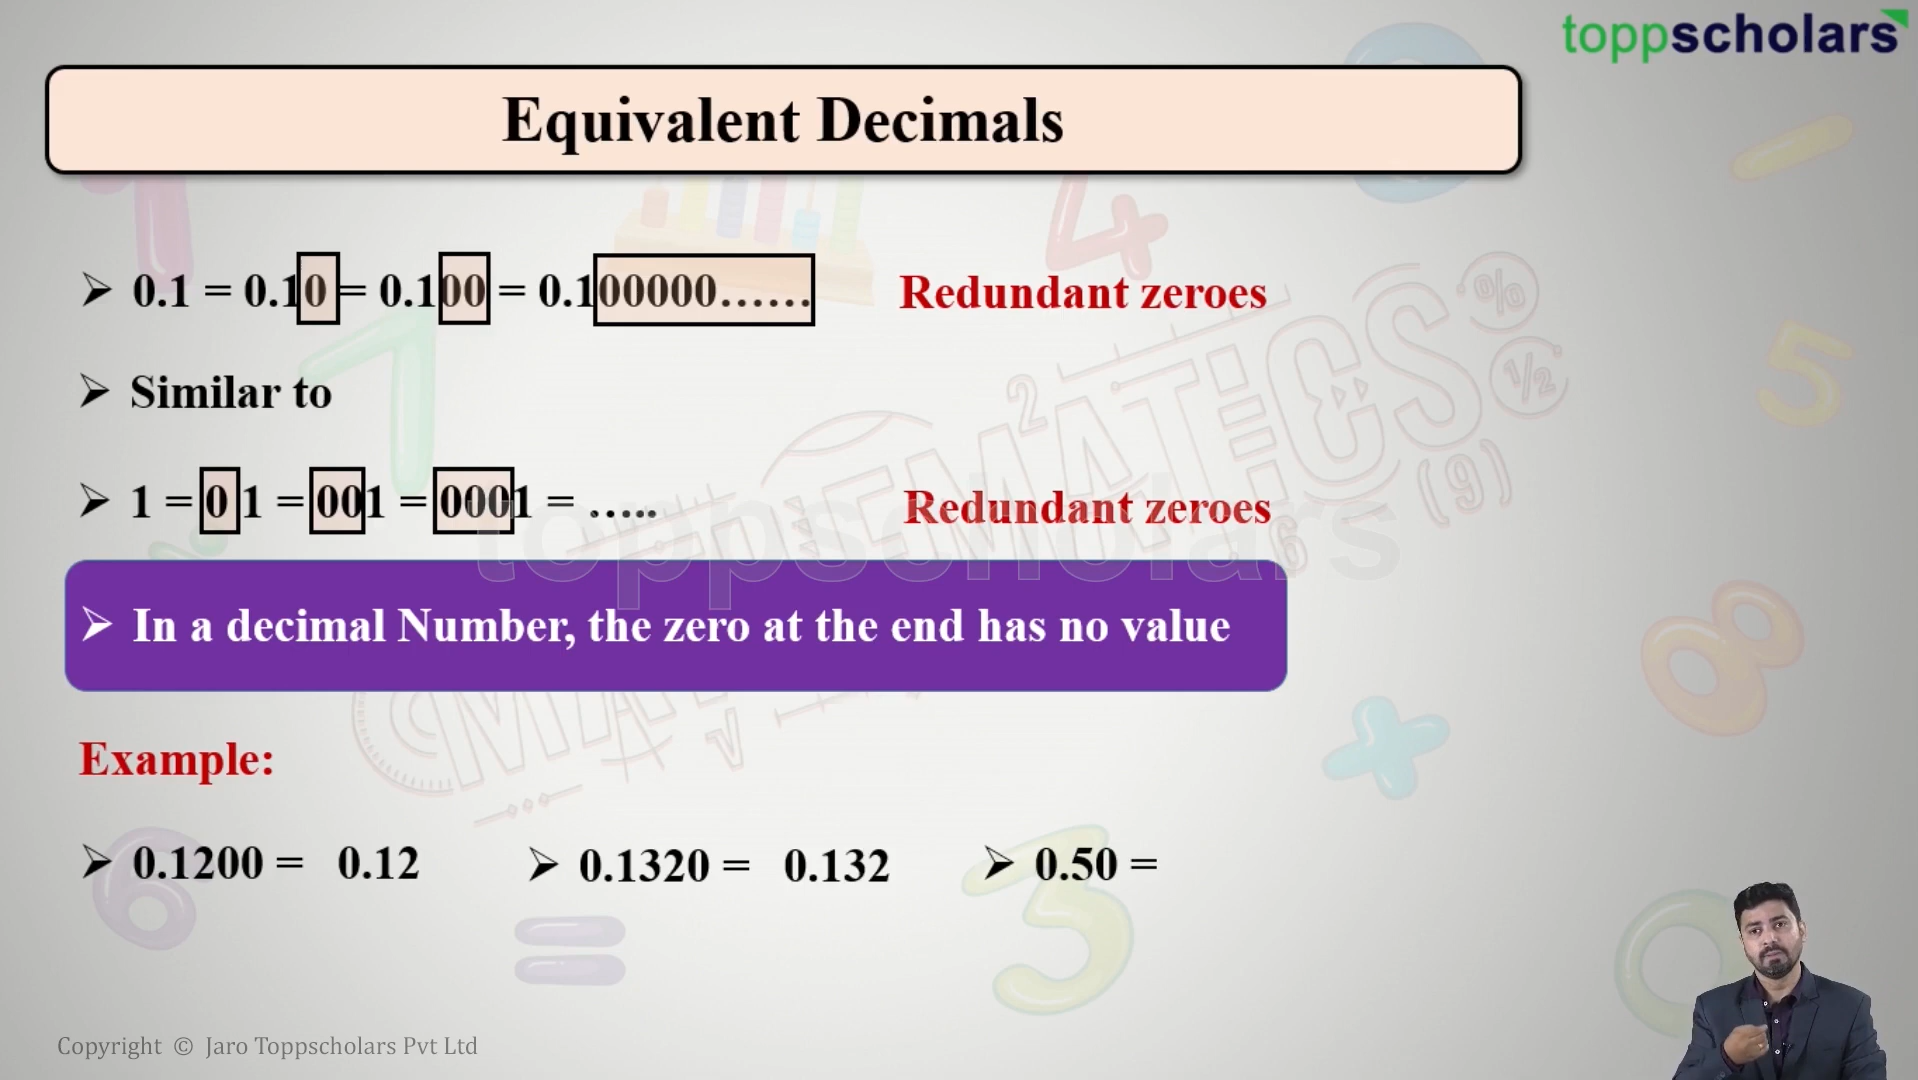 toppscholars
Equivalent Decimals
➢ 0.1 = 0.10 = 0.100 = 0.100000…… Redundant zeroes
➢ Similar to
➢ 1 = 01 = 001 = 0001 = ….. Redundant zeroes
toppscholars
➢ In a decimal Number, the zero at the end has no value
Example:
➢ 0.1200 = 0.12 ➢ 0.1320 = 0.132 ➢ 0.50 =
Copyright © Jaro Toppscholars Pvt Ltd